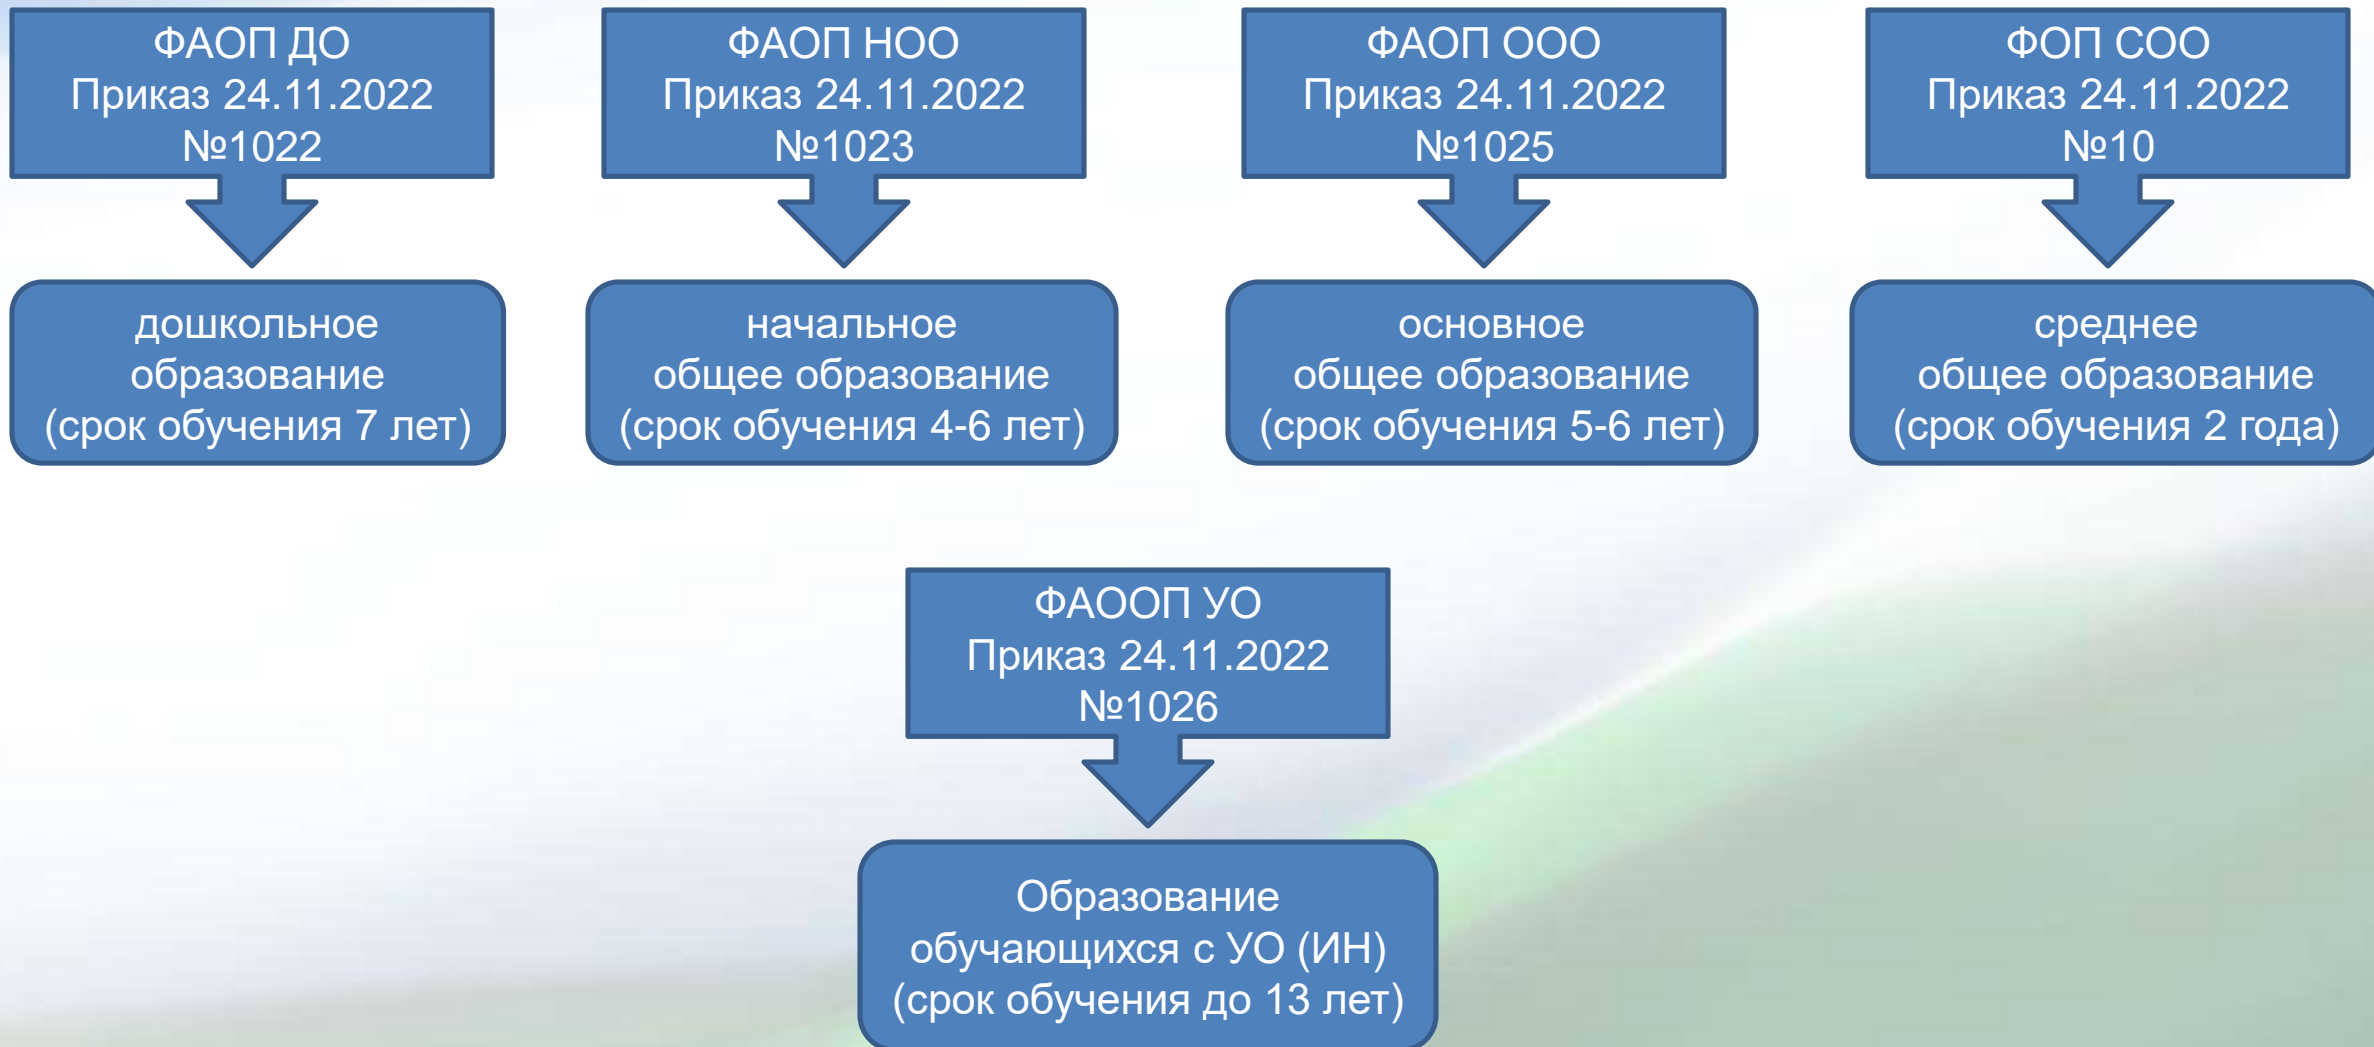 ФАОП ДО
Приказ 24.11.2022
№1022
ФАОП НОО
Приказ 24.11.2022
№1023
ФАОП ООО
Приказ 24.11.2022
№1025
ФОП СОО
Приказ 24.11.2022
№10
дошкольное
образование
(срок обучения 7 лет)
начальное
общее образование
(срок обучения 4-6 лет)
основное
общее образование
(срок обучения 5-6 лет)
среднее
общее образование
(срок обучения 2 года)
ФАООП УО
Приказ 24.11.2022
№1026
Образование
обучающихся с УО (ИН)
(срок обучения до 13 лет)